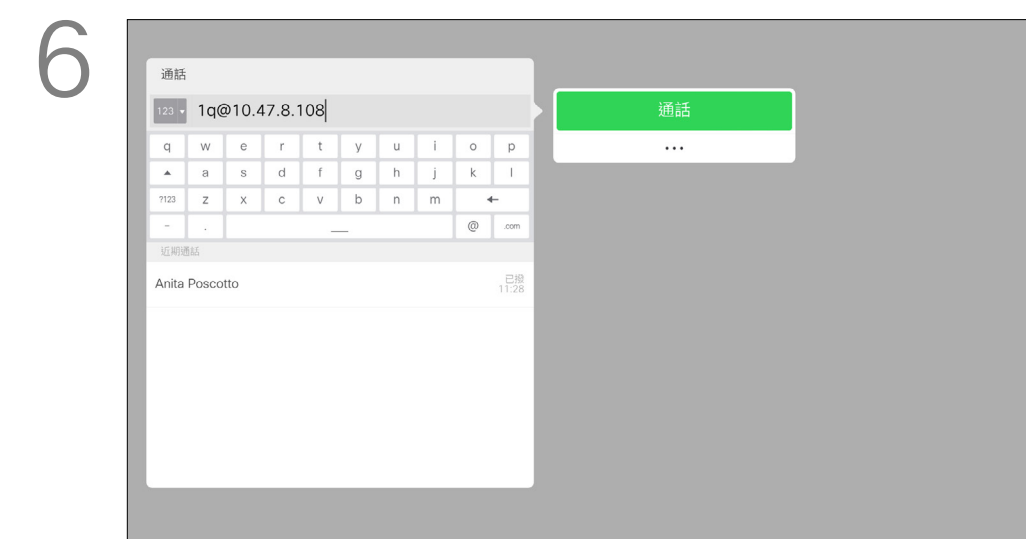 6
通話
123
1q@10.47.8.108
q w e r t y u i o p
a s d f g h j k l
?123 z x c v b n m
~ . @ .com
近期通話
Anita Poscotto 已撥
11:28
通話
...